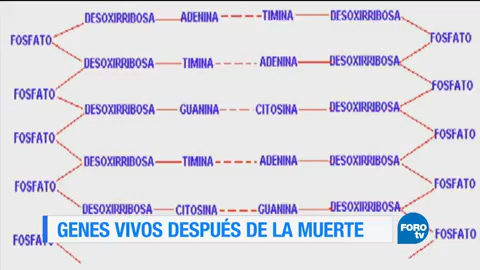 DESOXIRRIBOSA ADENINA TIMINA DESOXIRRIBOSA
FOSFATO FOSFATO
DESOXIRRIBOSA TIMINA ADENINA DESOXIRRIBOSA
FOSFATO FOSFATO
DESOXIRRIBOSA GUANINA CITOSINA DESOXIRRIBOSA
FOSFATO FOSFATO
DESOXIRRIBOSA TIMINA ADENINA DESOXIRRIBOSA
FOSFATO FOSFATO
DESOXIRRIBOSA CITOSINA GUANINA DESOXIRRIBOSA
GENES VIVOS DESPUÉS DE LA MUERTE
FORO
tv
FOSFATO FOSFATO